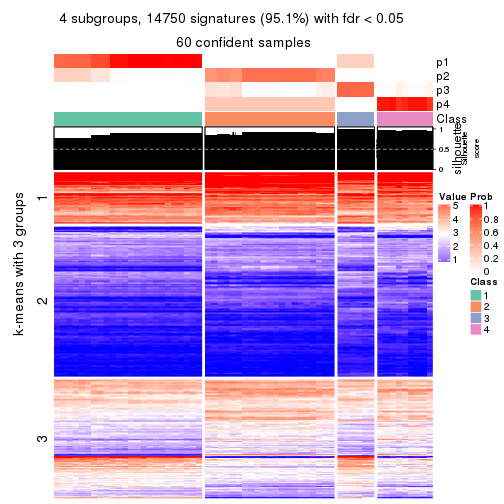 4 subgroups, 14750 signatures (95.1%) with fdr < 0.05
60 confident samples
p1
p2
p3
p4
Class
silhouette
Silhouette
score
1
0.5
0
k-means with 3 groups
1
2
3
Value
5
4
3
2
1
Prob
1
0.8
0.6
0.4
0.2
0
Class
1
2
3
4